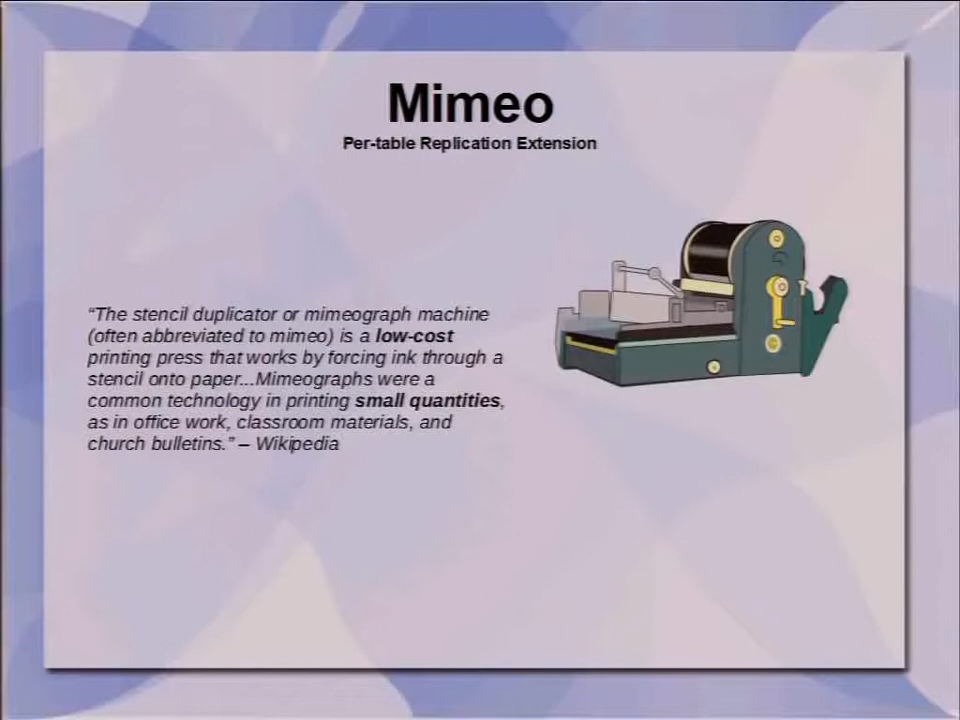 Mimeo
Per-table Replication Extension
“The stencil duplicator or mimeograph machine
(often abbreviated to mimeo) is a low-cost
printing press that works by forcing ink through a
stencil onto paper...Mimeographs were a
common technology in printing small quantities,
as in office work, classroom materials, and
church bulletins.” – Wikipedia